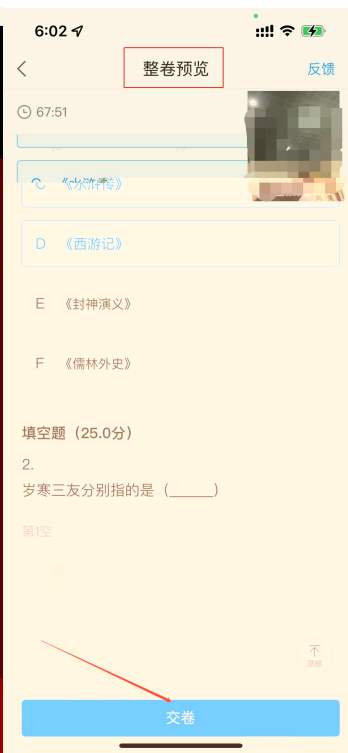 6:02
整卷预览
反馈
67:51
C 《水浒传》
D 《西游记》
E 《封神演义》
F 《儒林外史》
填空题（25.0分）
2.
岁寒三友分别指的是（______）
第1空
顶部
交卷